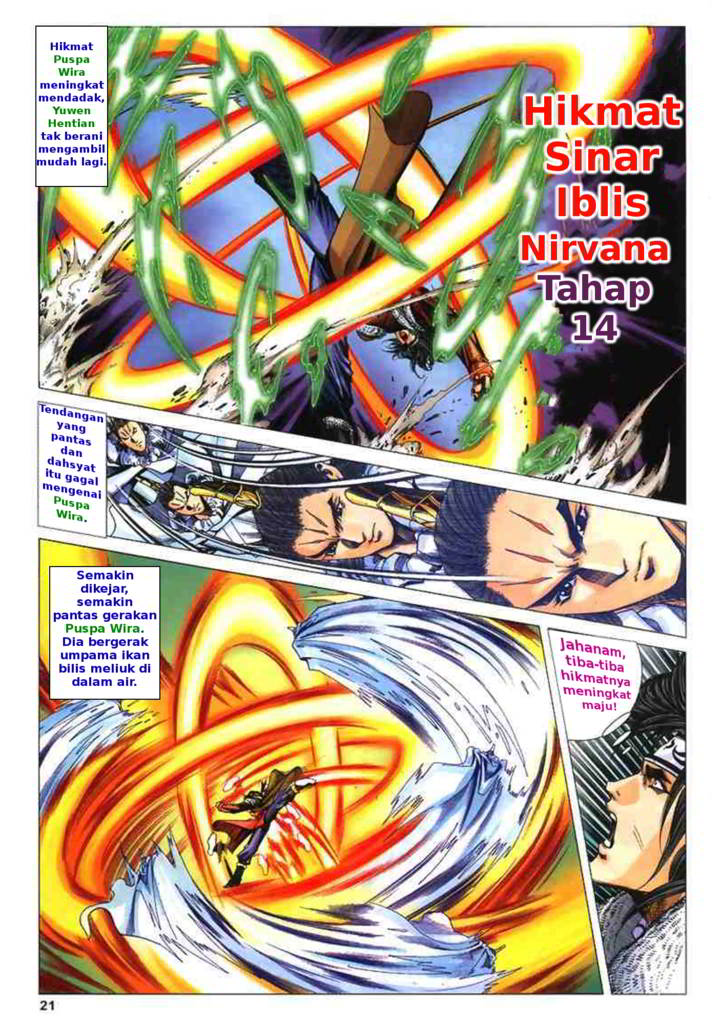 Hikmat
Puspa
Wira
meningkat
mendadak,
Yuwen
Hentian
tak berani
mengambil
mudah lagi.
Hikmat
Sinar
Iblis
Nirvana
Tahap
14
Tendangan
yang
pantas
dan
dahsyat
itu gagal
mengenai
Puspa
Wira.
Semakin
dikejar,
semakin
pantas gerakan
Puspa Wira.
Dia bergerak
umpama ikan
bilis meliuk di
dalam air.
Jahanam,
tiba-tiba
hikmatnya
meningkat
maju!
21